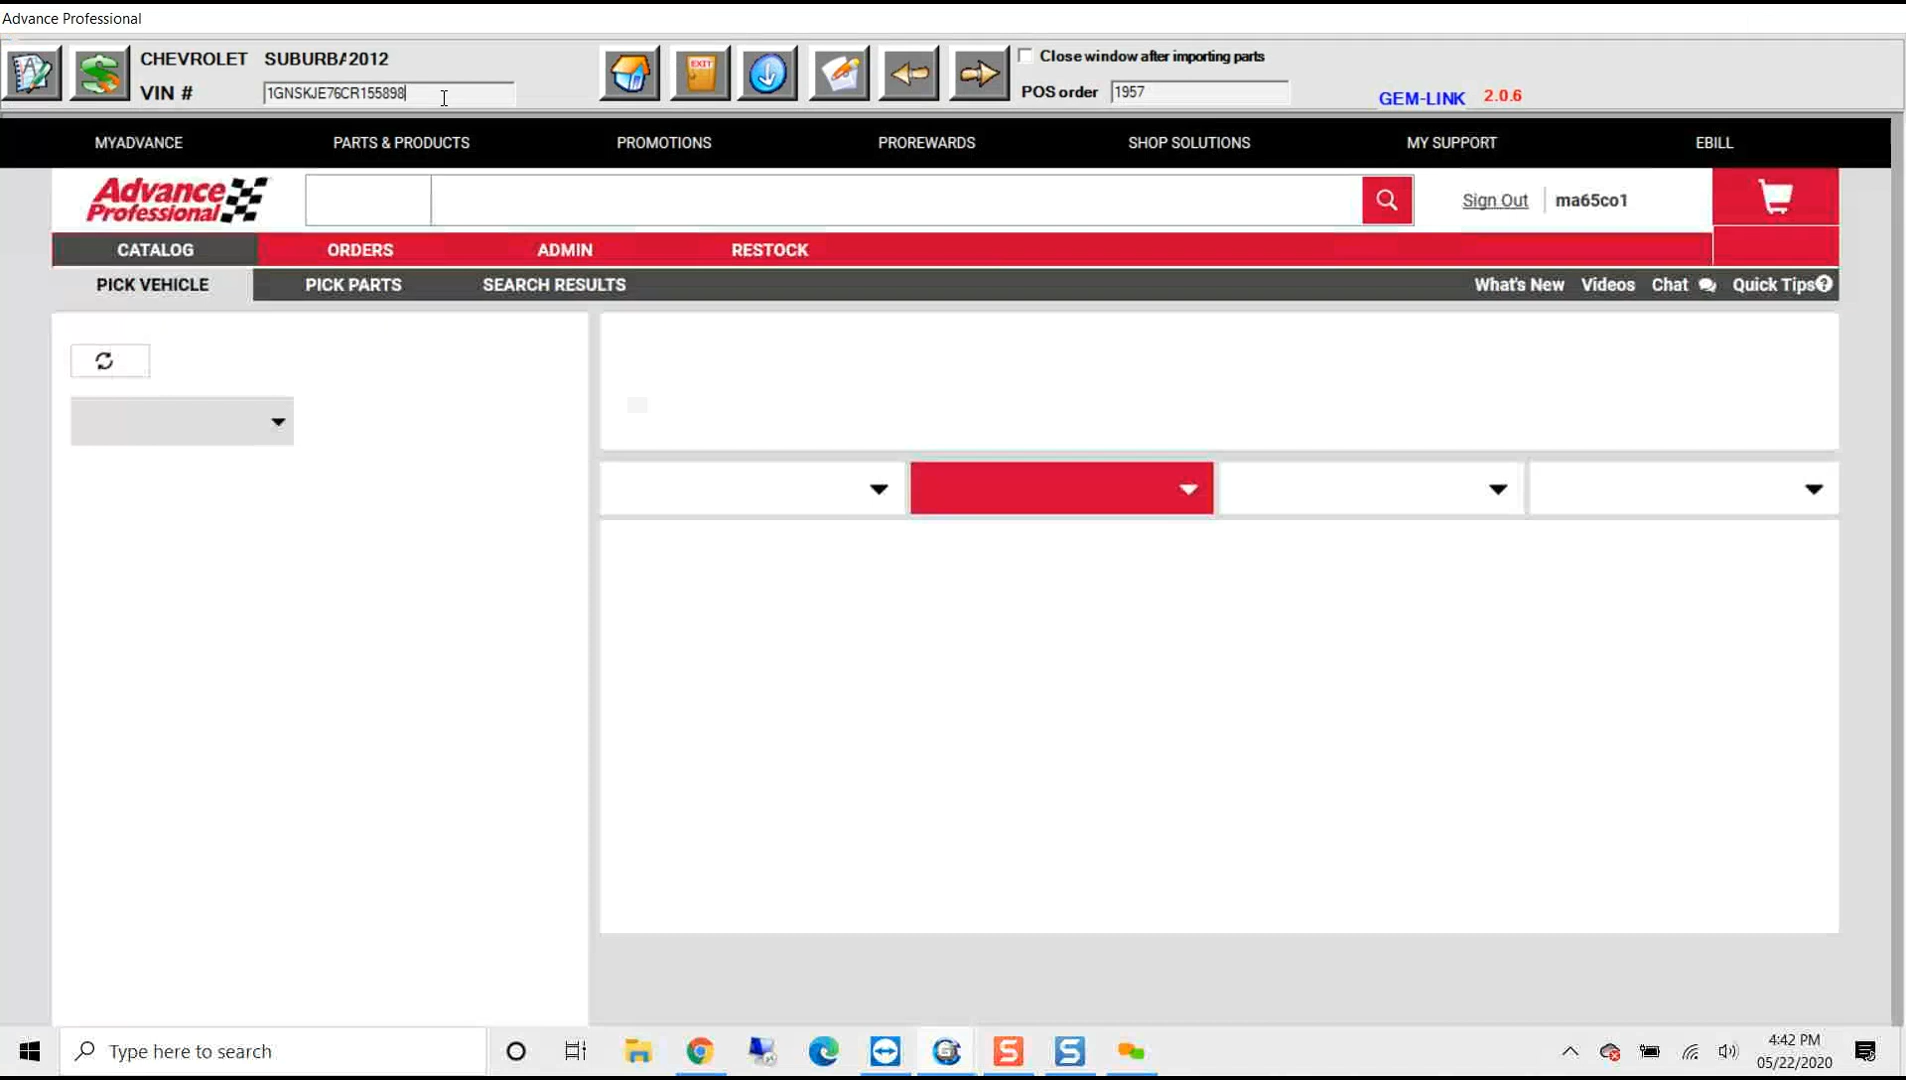 Advance Professional
CHEVROLET SUBURBA2012
VIN # 1GNSKJE76CR155898
EXIT
Close window after importing parts
POS order 1957
GEM-LINK 2.0.6
MYADVANCE PARTS & PRODUCTS PROMOTIONS PROREWARDS SHOP SOLUTIONS MY SUPPORT EBILL
Advance Professional
Sign Out ma65co1
CATALOG ORDERS ADMIN RESTOCK
PICK VEHICLE PICK PARTS SEARCH RESULTS What's New Videos Chat Quick Tips?
Type here to search
S S
4:42 PM
05/22/2020